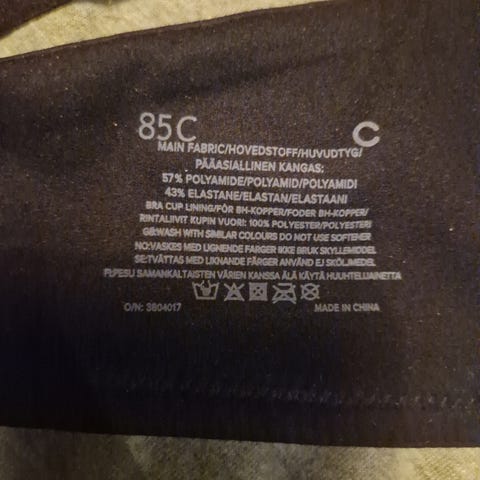 85C C
MAIN FABRIC/HOVEDSTOFF/HUVUDTYG/
PÄÄASIALLINEN KANGAS:
57% POLYAMIDE/POLYAMID/POLYAMIDI
43% ELASTANE/ELASTAN/ELASTAANI
BRA CUP LINING/FÔR BH-KOPPER/FODER BH-KOPPER/
RINTALIIVIT KUPIN VUORI: 100% POLYESTER/POLYESTERI
GB:WASH WITH SIMILAR COLOURS DO NOT USE SOFTENER
NO:VASKES MED LIGNENDE FARGER IKKE BRUK SKYLLEMIDDEL
SE:TVÄTTAS MED LIKNANDE FÄRGER ANVÄND EJ SKÖLJMEDEL
FI:PESU SAMANKALTAISTEN VÄRIEN KANSSA ÄLÄ KÄYTÄ HUUHTELUAINETTA
O/N: 3804017 MADE IN CHINA